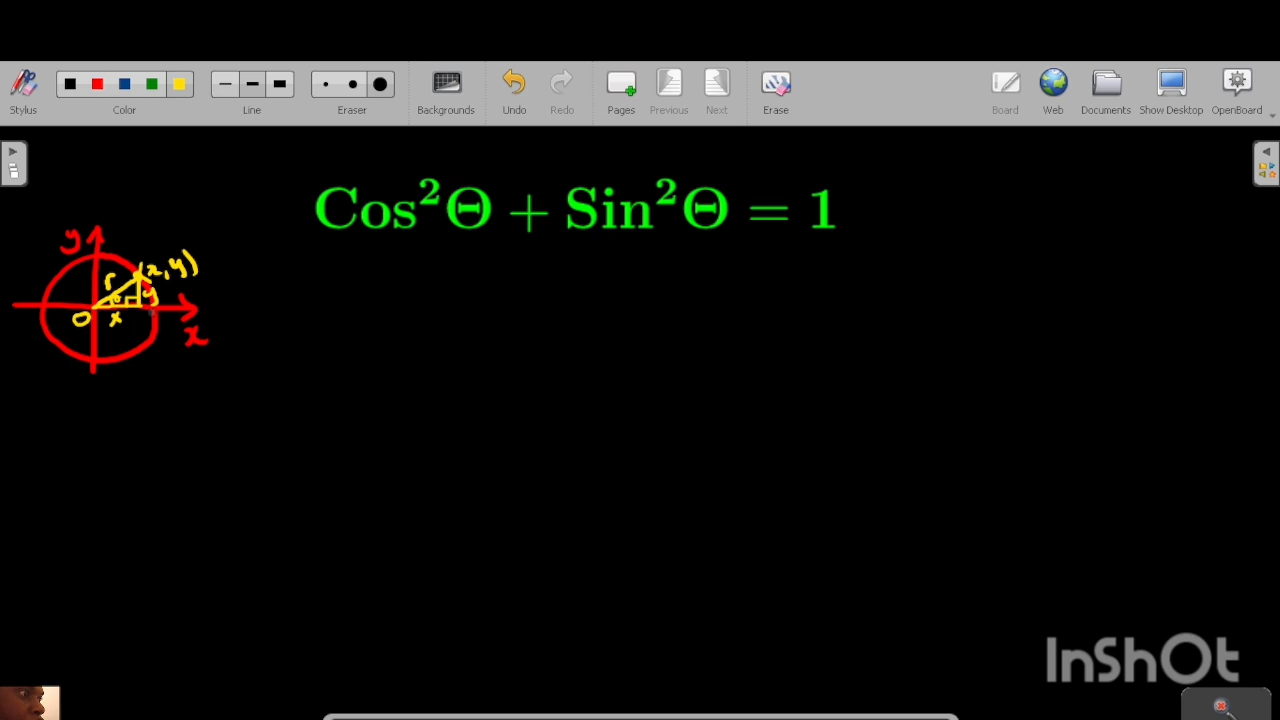 Stylus
Color
Line
Eraser
Backgrounds
Undo
Redo
Pages
Previous
Next
Erase
Board
Web
Documents
Show Desktop
OpenBoard
Cos²Θ + Sin²Θ = 1
y
(x, y)
r
θ
y
O
x
x
InShOt